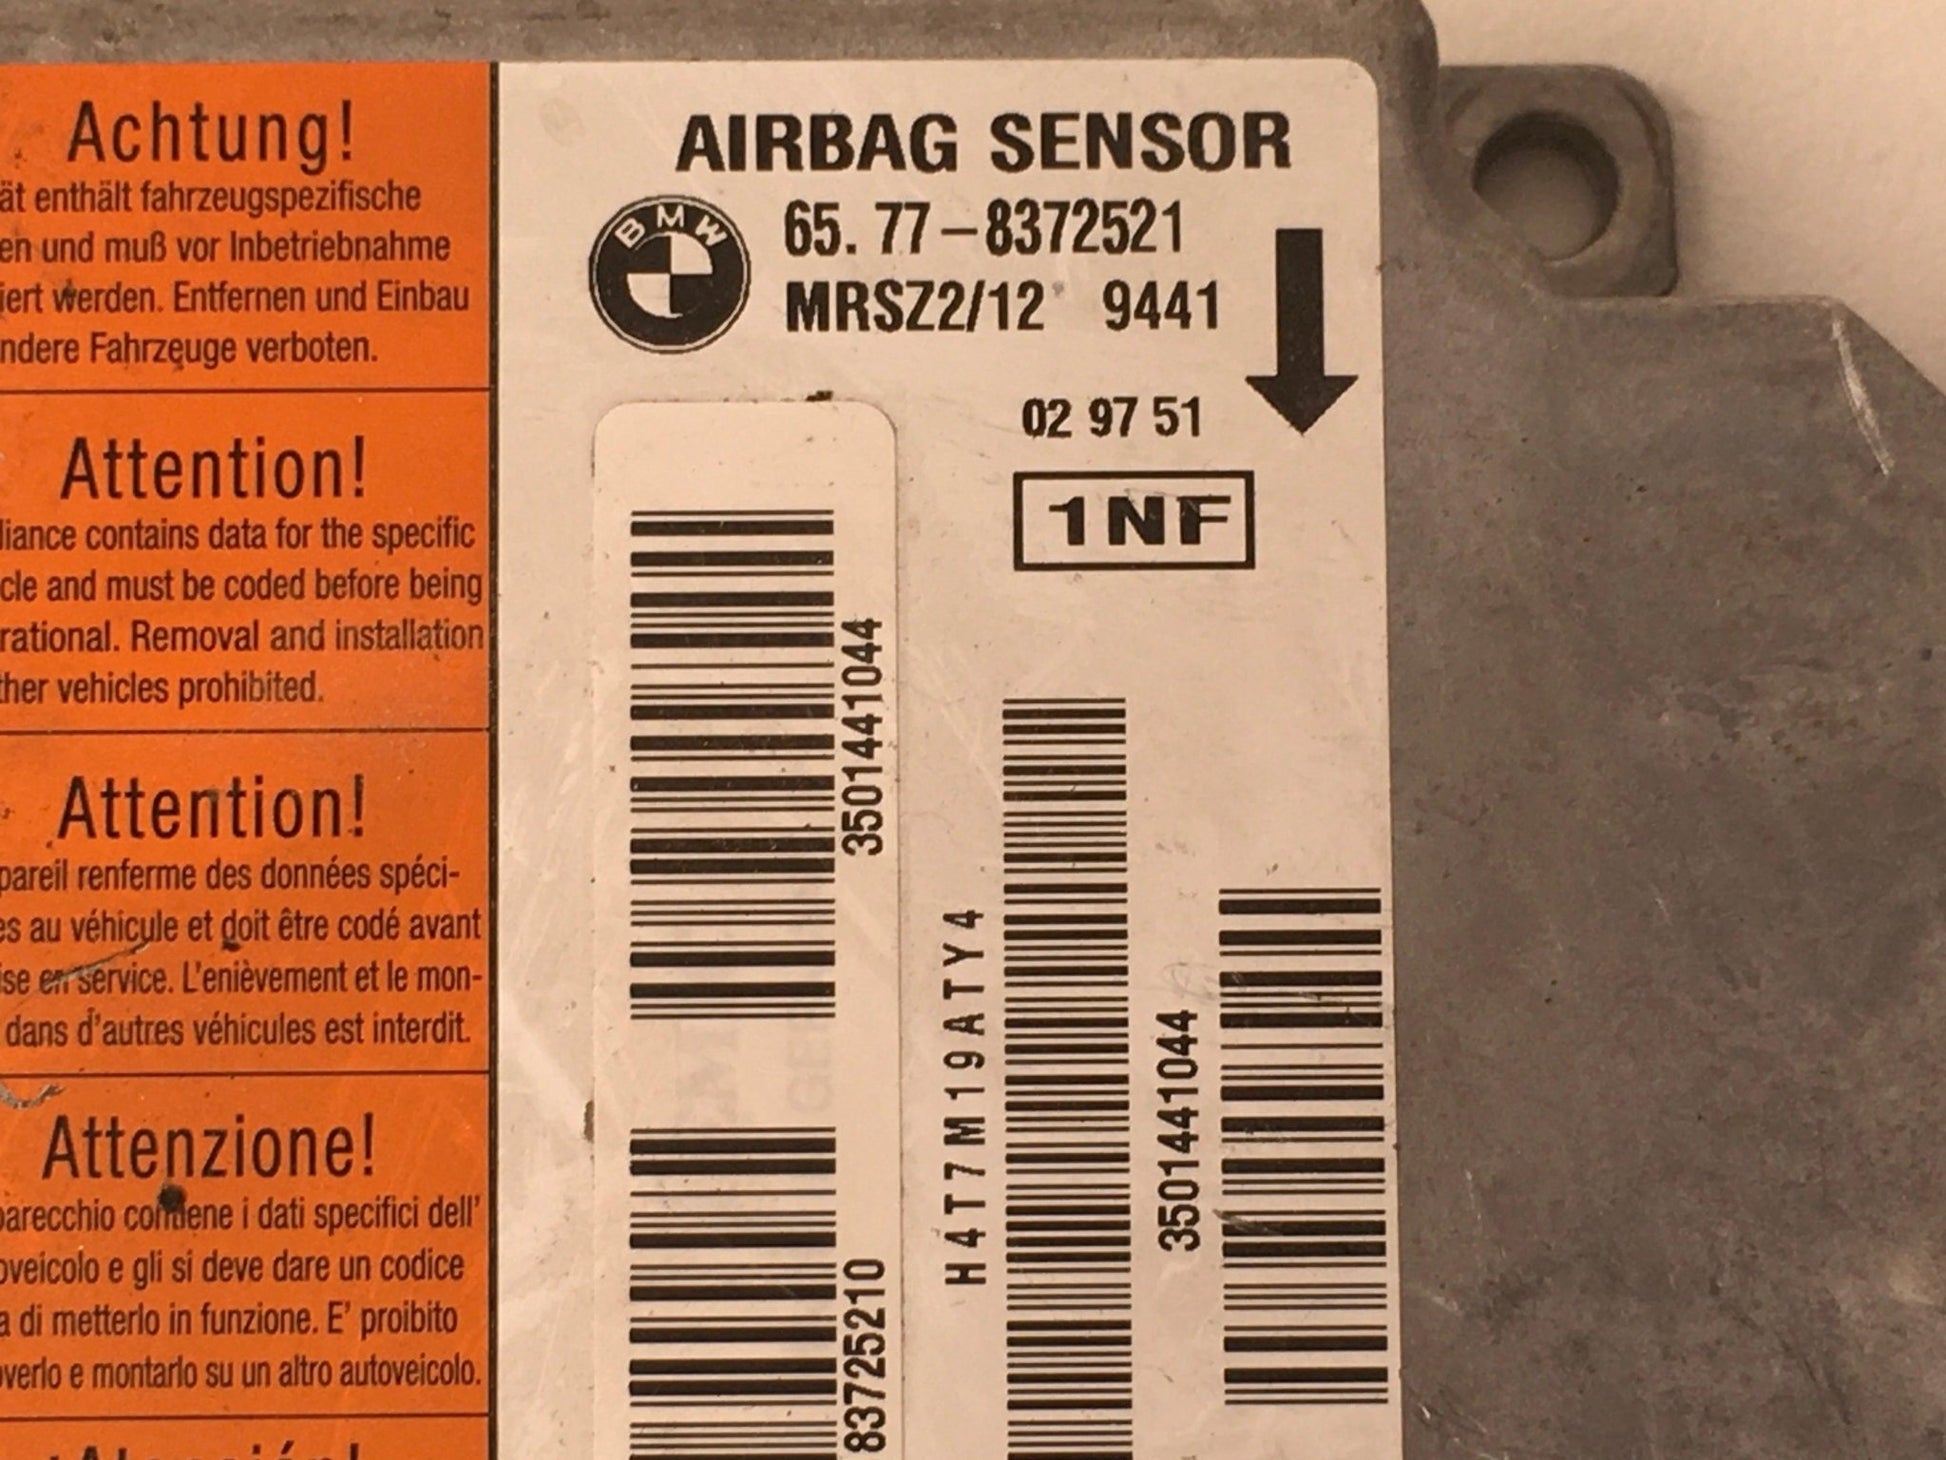 Achtung!
ät enthält fahrzeugspezifische
en und muß vor Inbetriebnahme
iert werden. Entfernen und Einbau
ndere Fahrzeuge verboten.
Attention!
liance contains data for the specific
cle and must be coded before being
rational. Removal and installation
ther vehicles prohibited.
Attention!
pareil renferme des données spéci-
es au véhicule et doit être codé avant
ise en service. L'enièvement et le mon-
dans d'autres véhicules est interdit.
Attenzione!
parecchio contiene i dati specifici dell'
oveicolo e gli si deve dare un codice
a di metterlo in funzione. E' proibito
overlo e montarlo su un altro autoveicolo.
AIRBAG SENSOR
BMW
65. 77-8372521
MRSZ2/12 9441
02 97 51
1NF
3501441044
83725210
H4T7M19ATY4
3501441044